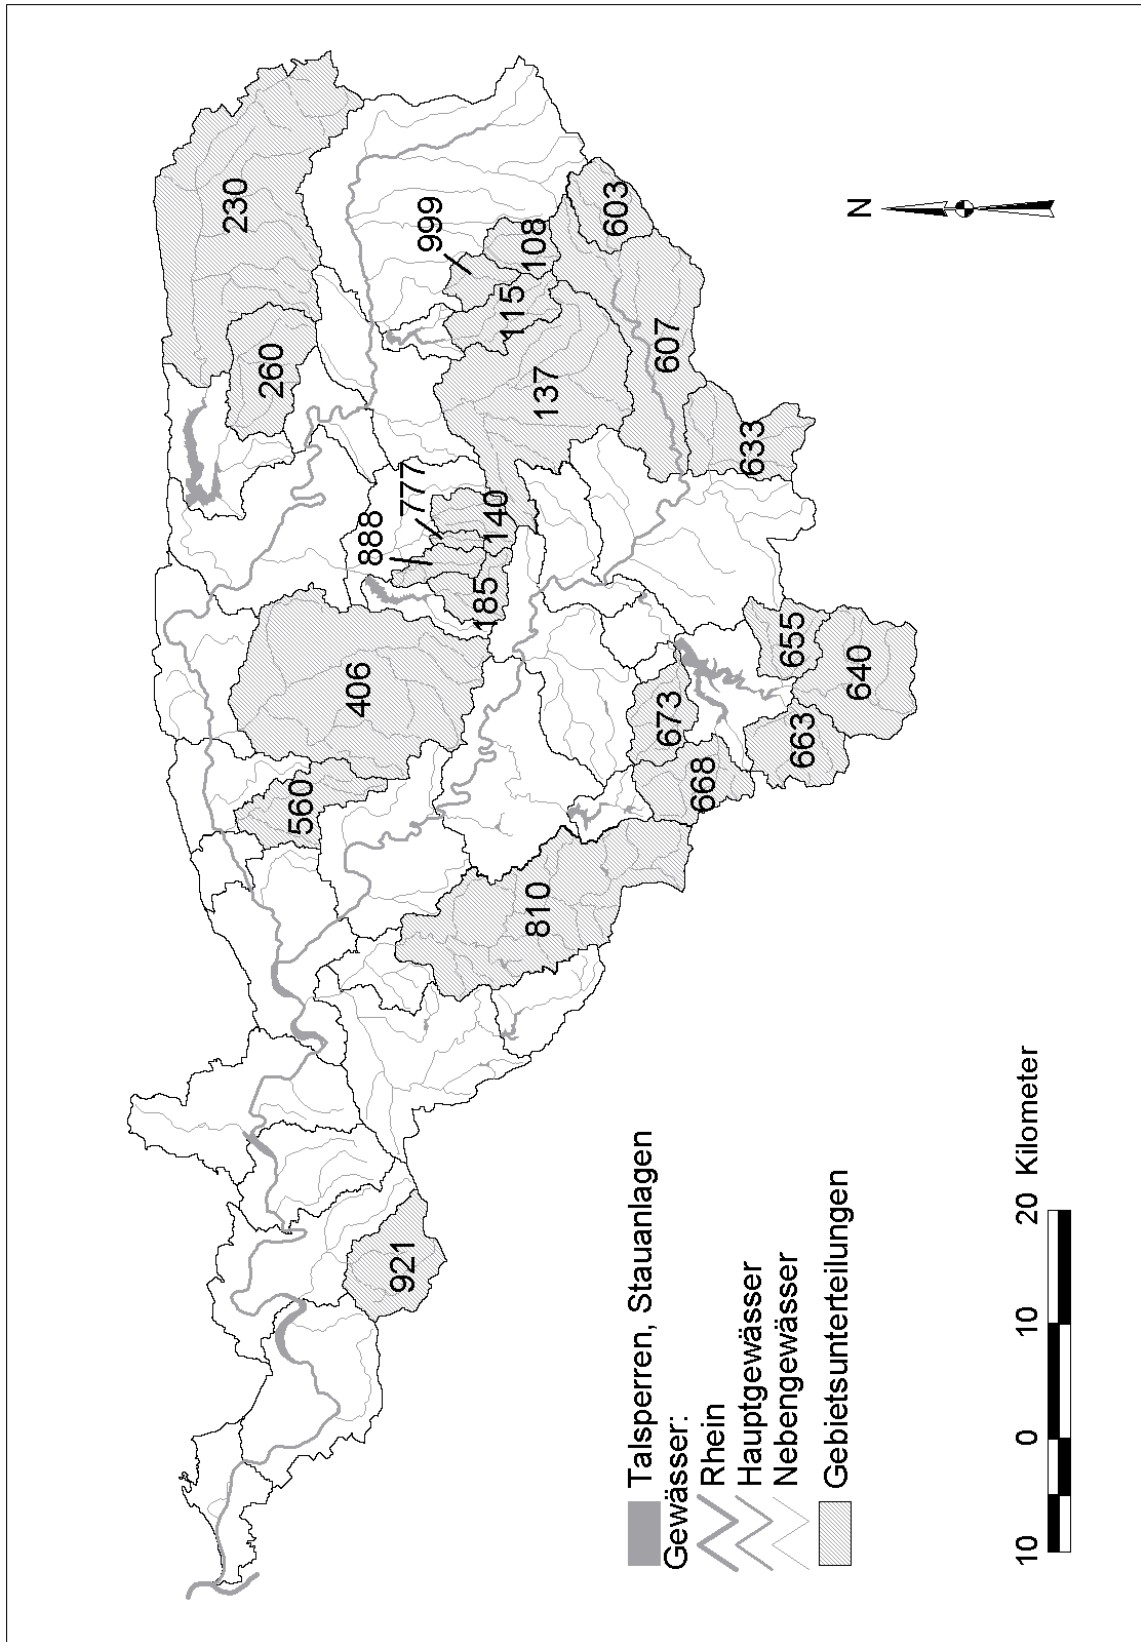 230
260
999
108
603
115
137
607
633
777
888
140
185
406
655
640
673
663
668
560
810
921
N
Talsperren, Stauanlagen
Gewässer:
Rhein
Hauptgewässer
Nebengewässer
Gebietsunterteilungen
10 0 10 20 Kilometer